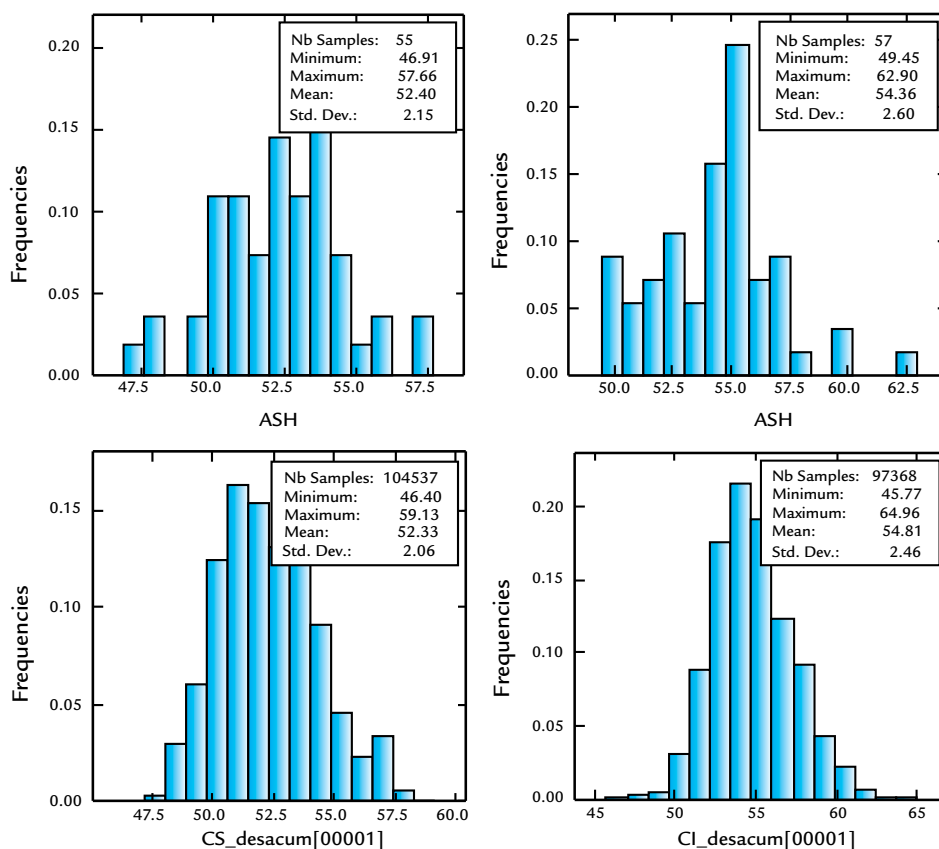 0.20
0.15
0.10
0.05
0.00
Frequencies
Nb Samples: 55
Minimum: 46.91
Maximum: 57.66
Mean: 52.40
Std. Dev.: 2.15
47.5 50.0 52.5 55.0 57.5
ASH
0.25
0.20
0.15
0.10
0.05
0.00
Frequencies
Nb Samples: 57
Minimum: 49.45
Maximum: 62.90
Mean: 54.36
Std. Dev.: 2.60
50.0 52.5 55.0 57.5 60.0 62.5
ASH
0.15
0.10
0.05
0.00
Frequencies
Nb Samples: 104537
Minimum: 46.40
Maximum: 59.13
Mean: 52.33
Std. Dev.: 2.06
47.5 50.0 52.5 55.0 57.5 60.0
CS_desacum[00001]
0.20
0.15
0.10
0.05
0.00
Frequencies
Nb Samples: 97368
Minimum: 45.77
Maximum: 64.96
Mean: 54.81
Std. Dev.: 2.46
45 50 55 60 65
CI_desacum[00001]